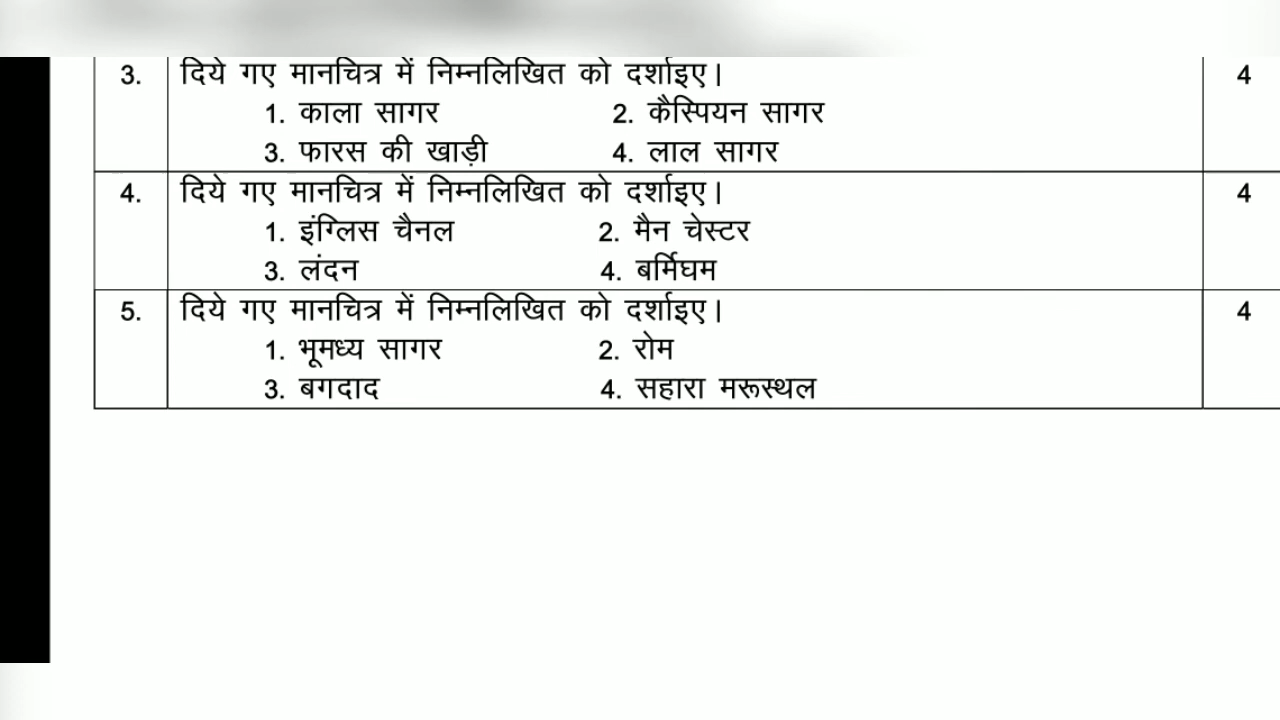 3. दिये गए मानचित्र में निम्नलिखित को दर्शाइए। 4
1. काला सागर 2. कैस्पियन सागर
3. फारस की खाड़ी 4. लाल सागर
4. दिये गए मानचित्र में निम्नलिखित को दर्शाइए। 4
1. इंग्लिस चैनल 2. मैन चेस्टर
3. लंदन 4. बर्मिघम
5. दिये गए मानचित्र में निम्नलिखित को दर्शाइए। 4
1. भूमध्य सागर 2. रोम
3. बगदाद 4. सहारा मरूस्थल